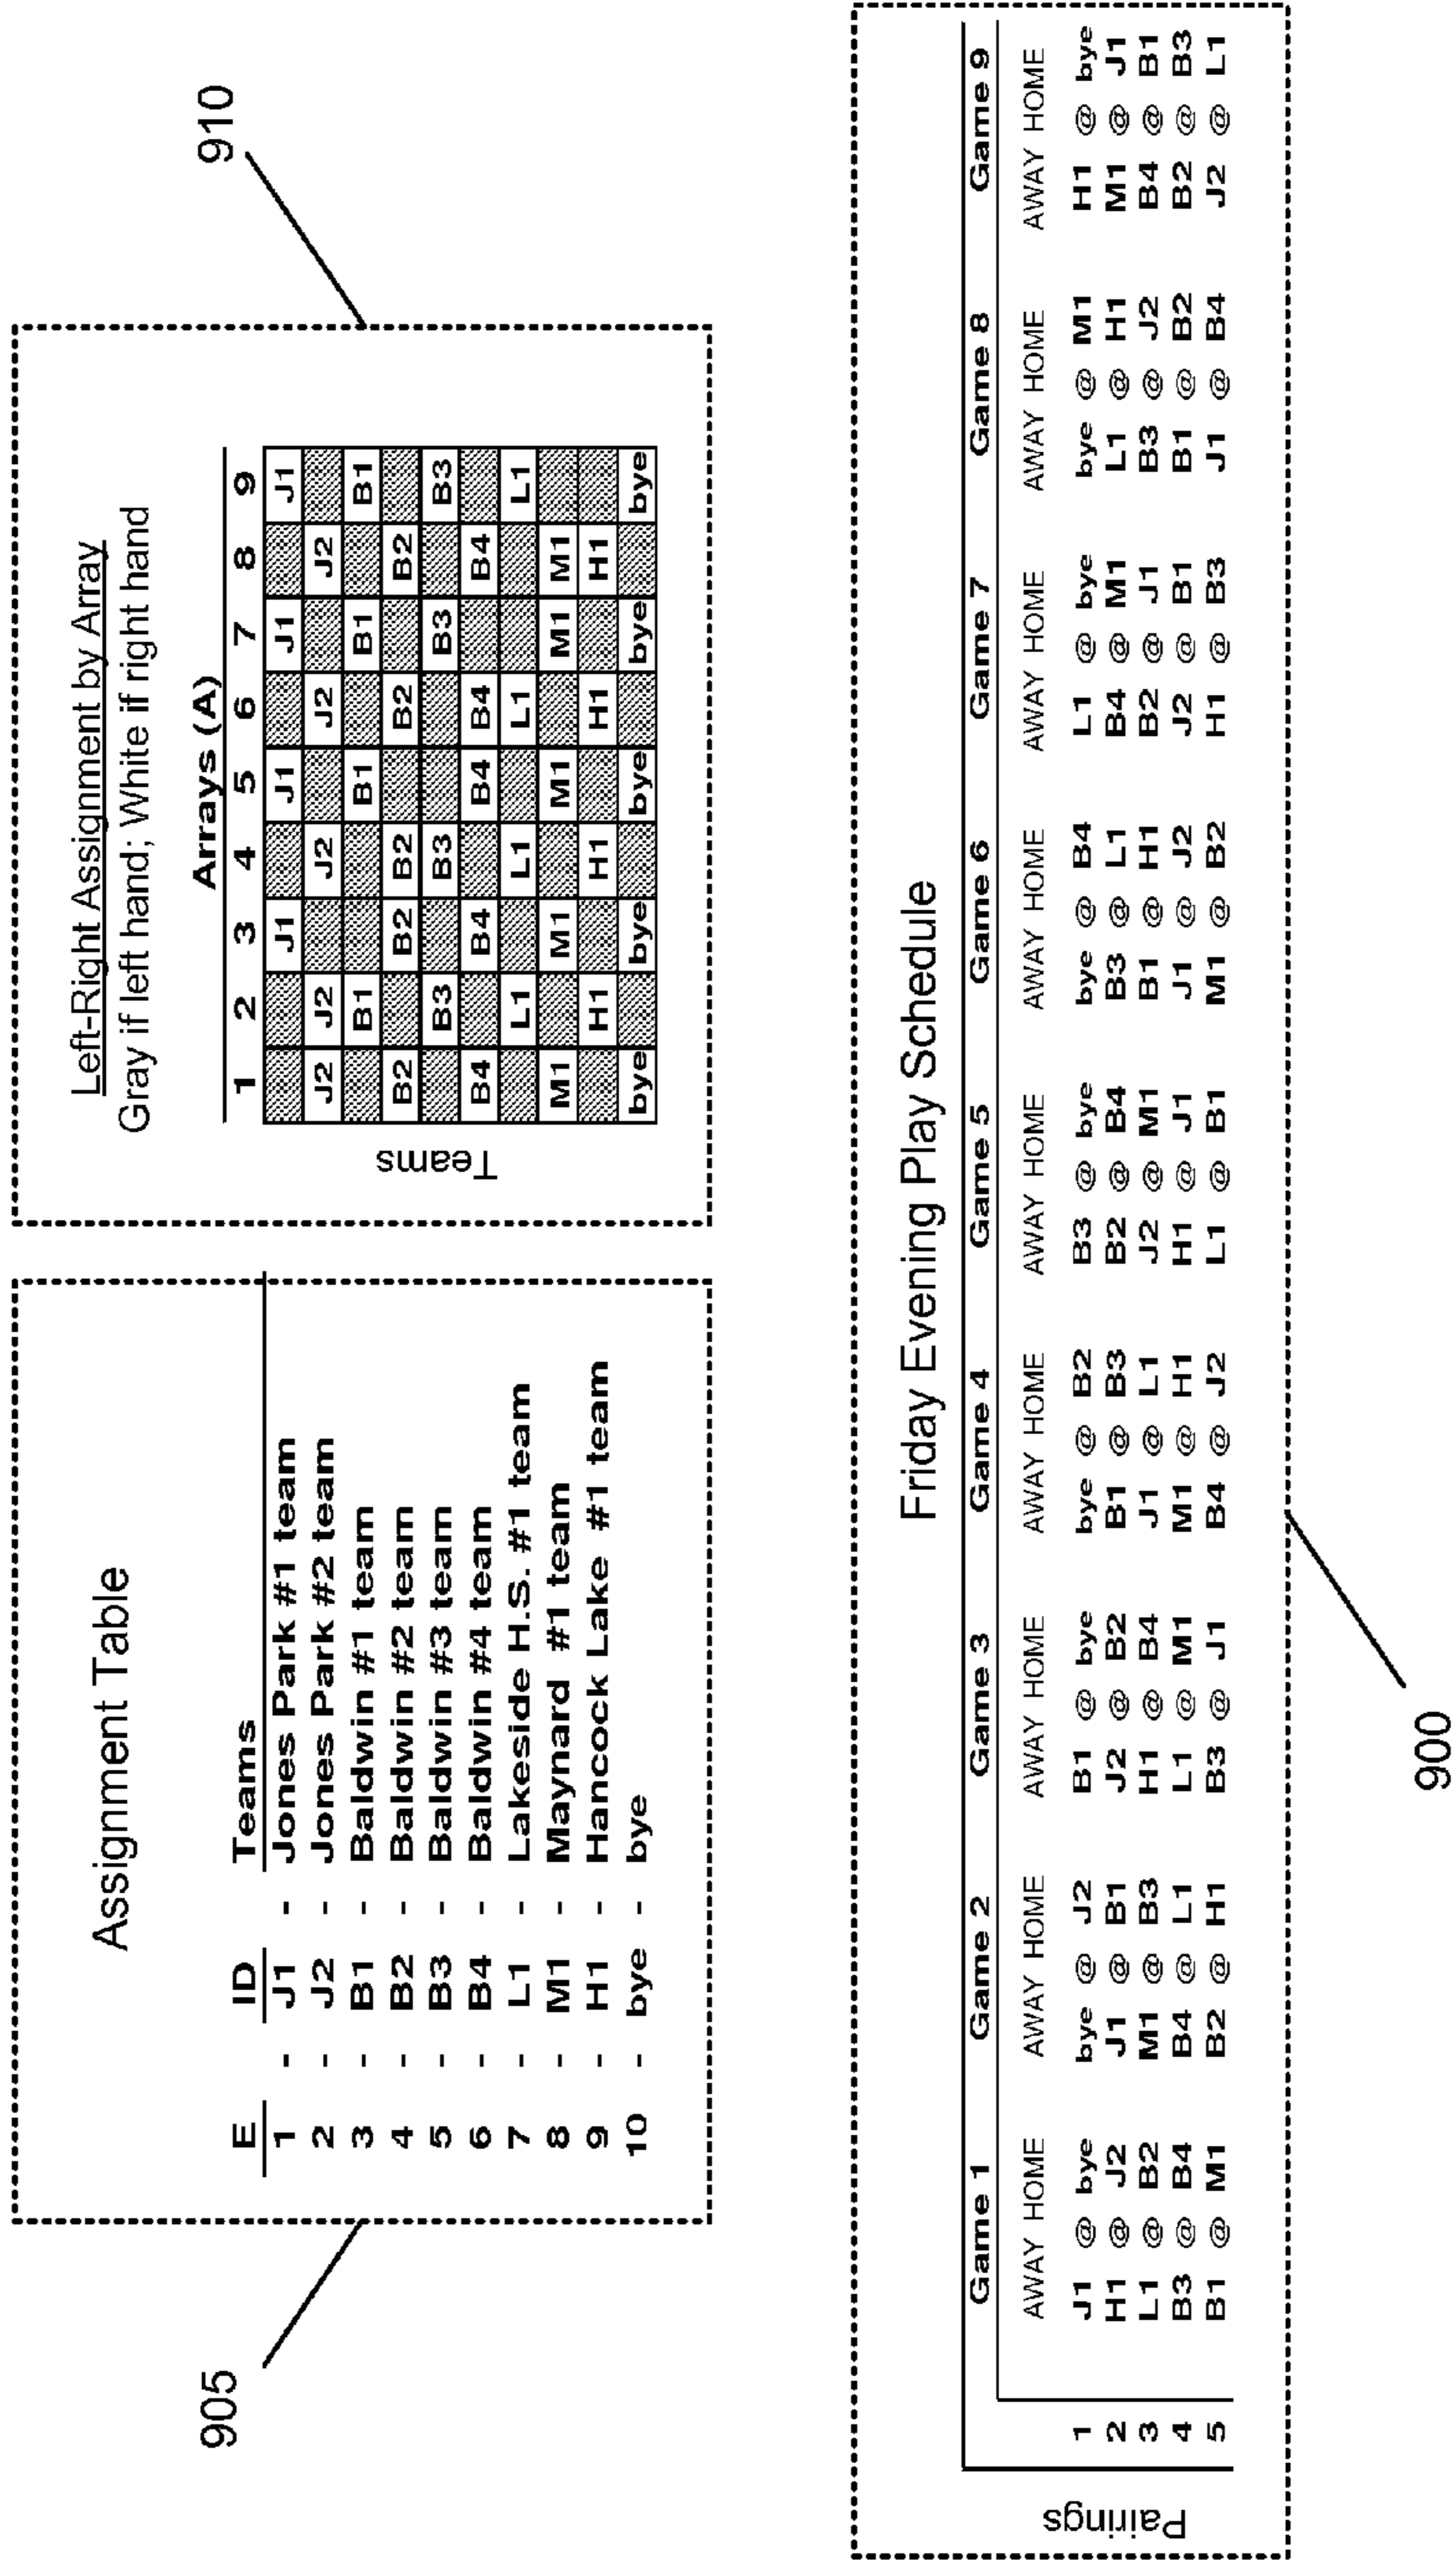 Assignment Table
E ID Teams
1 - J1 - Jones Park #1 team
2 - J2 - Jones Park #2 team
3 - B1 - Baldwin #1 team
4 - B2 - Baldwin #2 team
5 - B3 - Baldwin #3 team
6 - B4 - Baldwin #4 team
7 - L1 - Lakeside H.S. #1 team
8 - M1 - Maynard #1 team
9 - H1 - Hancock Lake #1 team
10 - bye - bye
905
Left-Right Assignment by Array
Gray if left hand; White if right hand
Arrays (A)
1 2 3 4 5 6 7 8 9
Teams
J1 J1 J1 J1
J2 J2 J2 J2 J2
B1 B1 B1 B1
B2 B2 B2 B2 B2
B3 B3 B3 B3
B4 B4 B4 B4 B4
L1 L1 L1 L1
M1 M1 M1 M1 M1
H1 H1 H1 H1
bye bye bye bye bye
910
Friday Evening Play Schedule
Game 1 Game 2 Game 3 Game 4 Game 5 Game 6 Game 7 Game 8 Game 9
AWAY HOME AWAY HOME AWAY HOME AWAY HOME AWAY HOME AWAY HOME AWAY HOME AWAY HOME AWAY HOME
Pairings
1 J1 @ bye bye @ J2 B1 @ bye bye @ B2 B3 @ bye bye @ B4 L1 @ bye bye @ M1 H1 @ bye
2 H1 @ J2 J1 @ B1 J2 @ B2 B1 @ B3 B2 @ B4 B3 @ L1 B4 @ M1 L1 @ H1 M1 @ J1
3 L1 @ B2 M1 @ B3 H1 @ B4 J1 @ L1 J2 @ M1 B1 @ H1 B2 @ J1 B3 @ J2 B4 @ B1
4 B3 @ B4 B4 @ L1 L1 @ M1 M1 @ H1 H1 @ J1 J1 @ J2 J2 @ B1 B1 @ B2 B2 @ B3
5 B1 @ M1 B2 @ H1 B3 @ J1 B4 @ J2 L1 @ B1 M1 @ B2 H1 @ B3 J1 @ B4 J2 @ L1
900